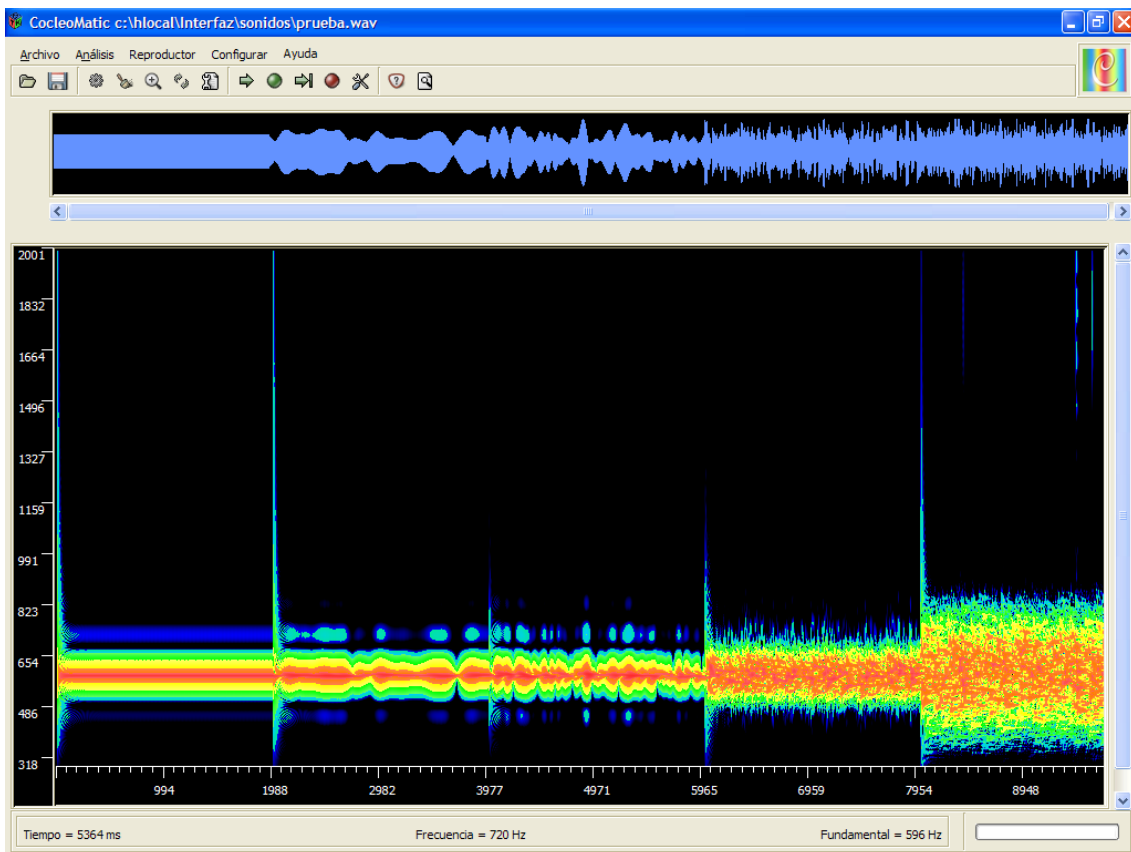 CocleoMatic c:\hlocal\Interfaz\sonidos\prueba.wav
Archivo Análisis Reproductor Configurar Ayuda
2001
1832
1664
1496
1327
1159
991
823
654
486
318
994 1988 2982 3977 4971 5965 6959 7954 8948
Tiempo = 5364 ms Frecuencia = 720 Hz Fundamental = 596 Hz